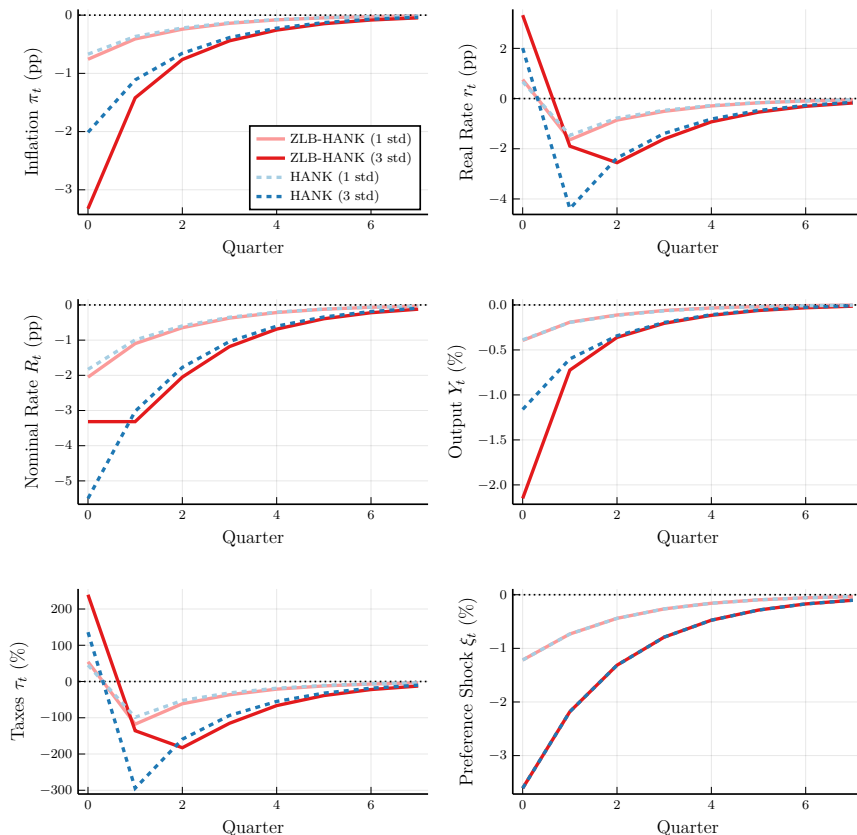 0
−1
−2
−3
Inflation πt (pp)
0 2 4 6
Quarter
ZLB-HANK (1 std)
ZLB-HANK (3 std)
HANK (1 std)
HANK (3 std)
2
0
−2
−4
Real Rate rt (pp)
0 2 4 6
Quarter
0
−1
−2
−3
−4
−5
Nominal Rate Rt (pp)
0 2 4 6
Quarter
0.0
−0.5
−1.0
−1.5
−2.0
Output Yt (%)
0 2 4 6
Quarter
200
100
0
−100
−200
−300
Taxes τt (%)
0 2 4 6
Quarter
0
−1
−2
−3
Preference Shock ξt (%)
0 2 4 6
Quarter